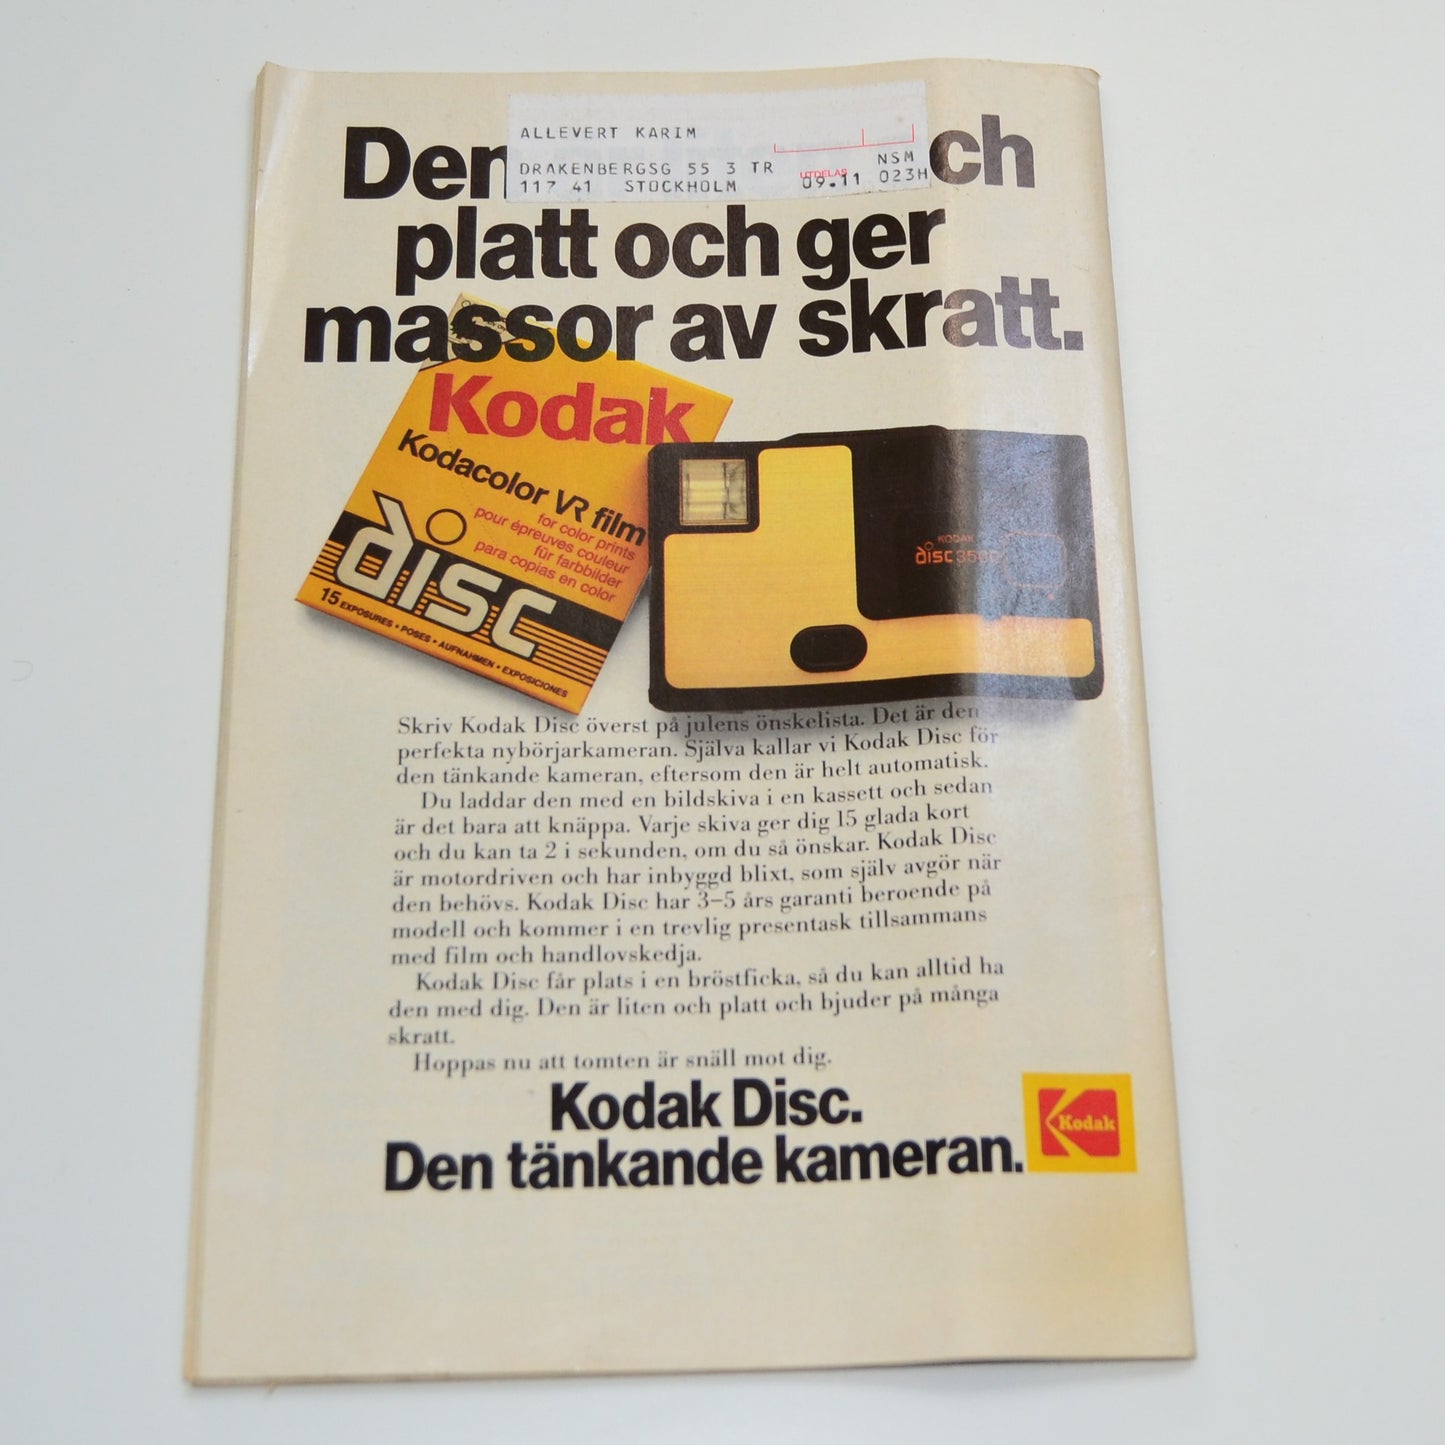 ALLEVERT KARIM
DRAKENBERGSG 55 3 TR
NSM
117 41 STOCKHOLM
UTDELAS
09.11 023H
Den ch
platt och ger
massor av skratt.
Kodak
Kodacolor VR film
for color prints
pour épreuves couleur
für farbbilder
para copias en color
disc
15 EXPOSURES • POSES • AUFNAHMEN • EXPOSICIONES
KODAK
disc 3500
Skriv Kodak Disc överst på julens önskelista. Det är den
perfekta nybörjarkameran. Själva kallar vi Kodak Disc för
den tänkande kameran, eftersom den är helt automatisk.
Du laddar den med en bildskiva i en kassett och sedan
är det bara att knäppa. Varje skiva ger dig 15 glada kort
och du kan ta 2 i sekunden, om du så önskar. Kodak Disc
är motordriven och har inbyggd blixt, som själv avgör när
den behövs. Kodak Disc har 3–5 års garanti beroende på
modell och kommer i en trevlig presentask tillsammans
med film och handlovskedja.
Kodak Disc får plats i en bröstficka, så du kan alltid ha
den med dig. Den är liten och platt och bjuder på många
skratt.
Hoppas nu att tomten är snäll mot dig.
Kodak Disc.
Den tänkande kameran.
Kodak